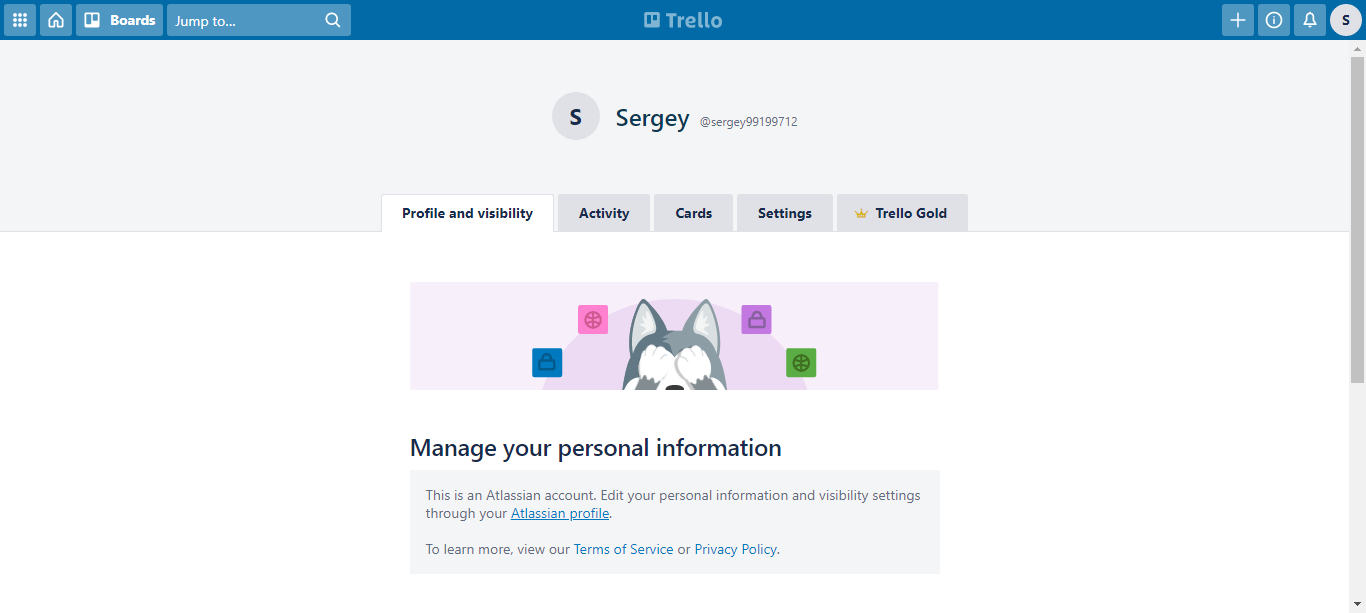 Boards
Jump to...
Trello
S
S
Sergey @sergey99199712
Profile and visibility
Activity
Cards
Settings
Trello Gold
Manage your personal information
This is an Atlassian account. Edit your personal information and visibility settings
through your Atlassian profile.
To learn more, view our Terms of Service or Privacy Policy.